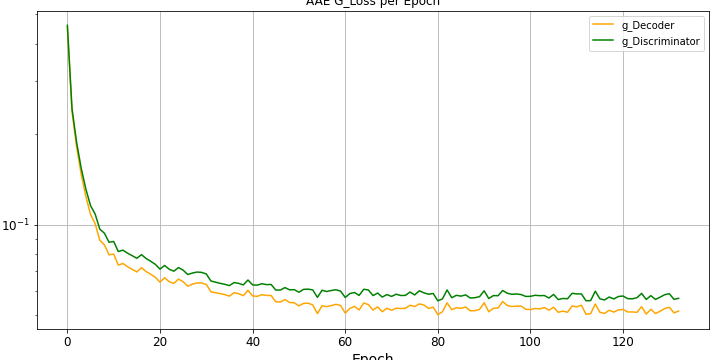 AAE G_Loss per Epoch
g_Decoder
g_Discriminator
10⁻¹
0 20 40 60 80 100 120
Epoch